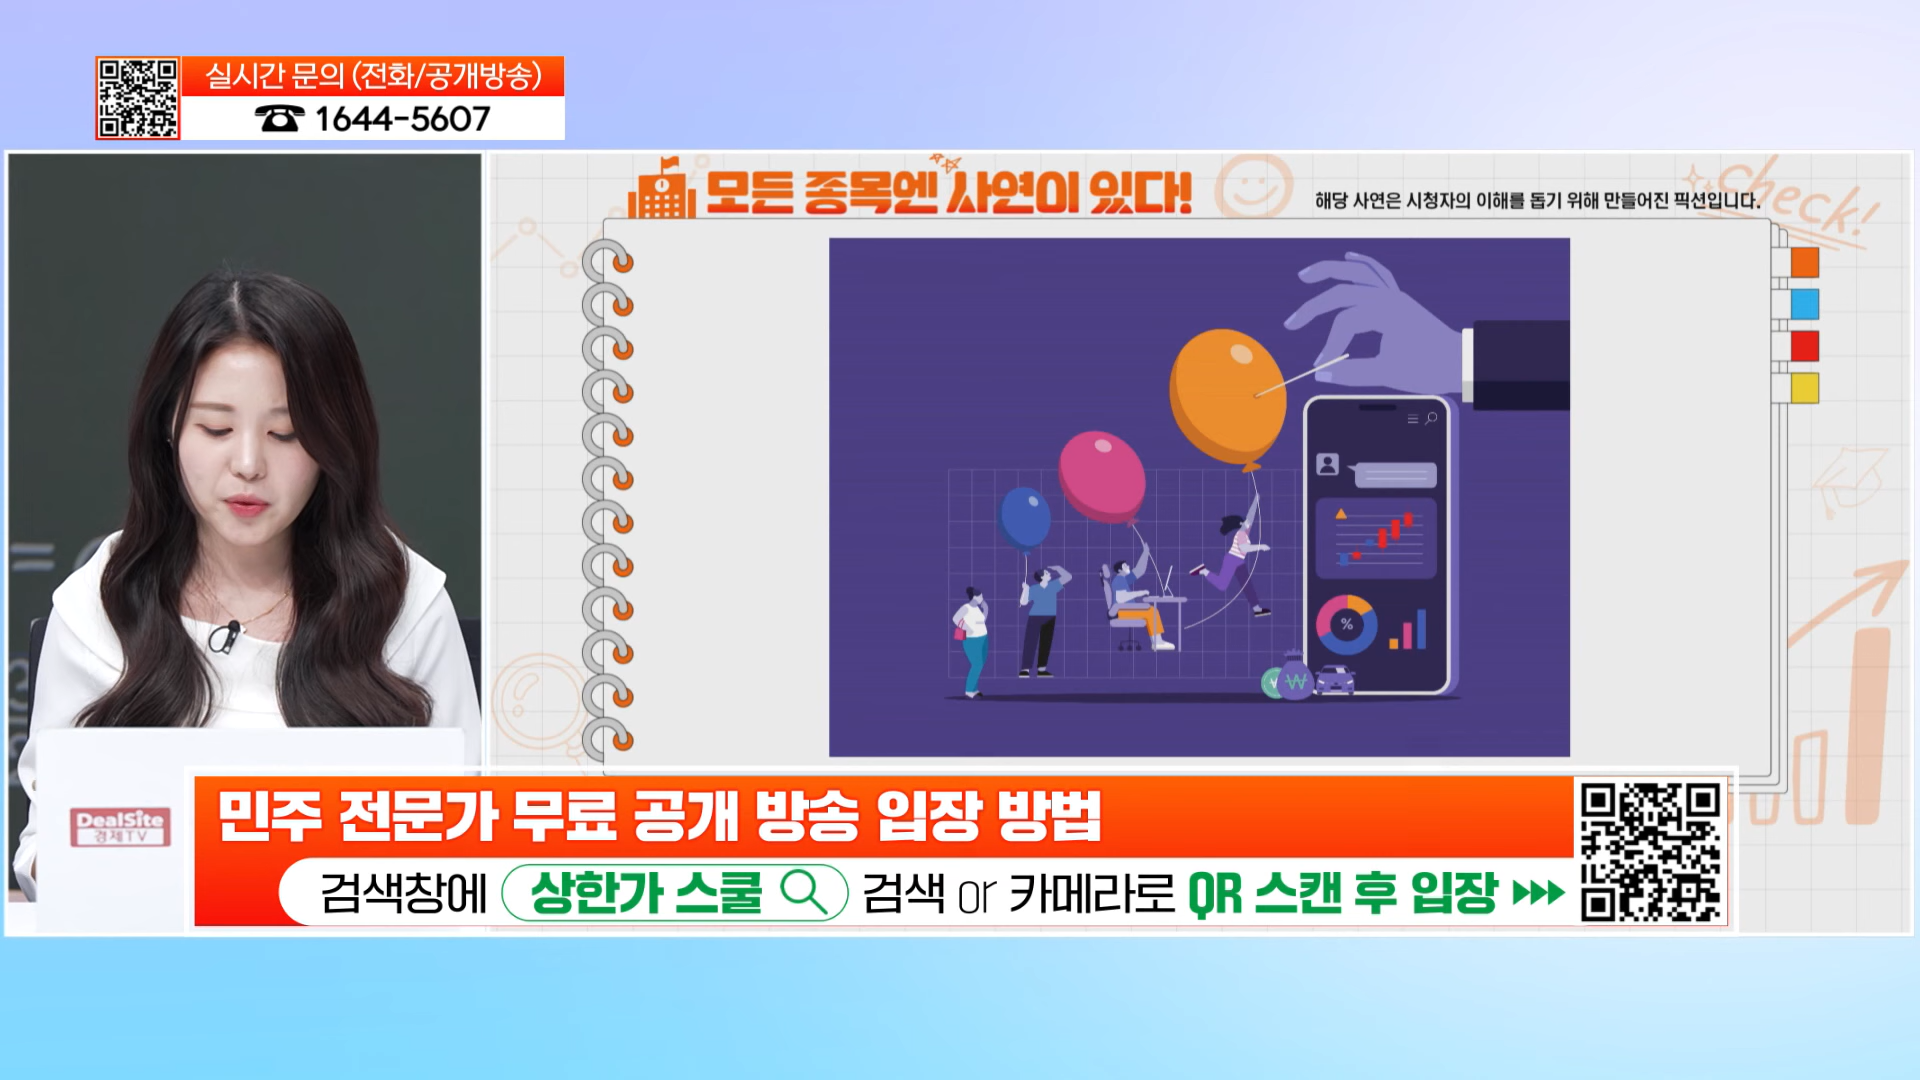 실시간 문의 (전화/공개방송)
1644-5607
모든 종목엔 사연이 있다!
해당 사연은 시청자의 이해를 돕기 위해 만들어진 픽션입니다.
Check!
%
₩
DealSite
경제TV
민주 전문가 무료 공개 방송 입장 방법
검색창에 상한가 스쿨 검색 or 카메라로 QR 스캔 후 입장